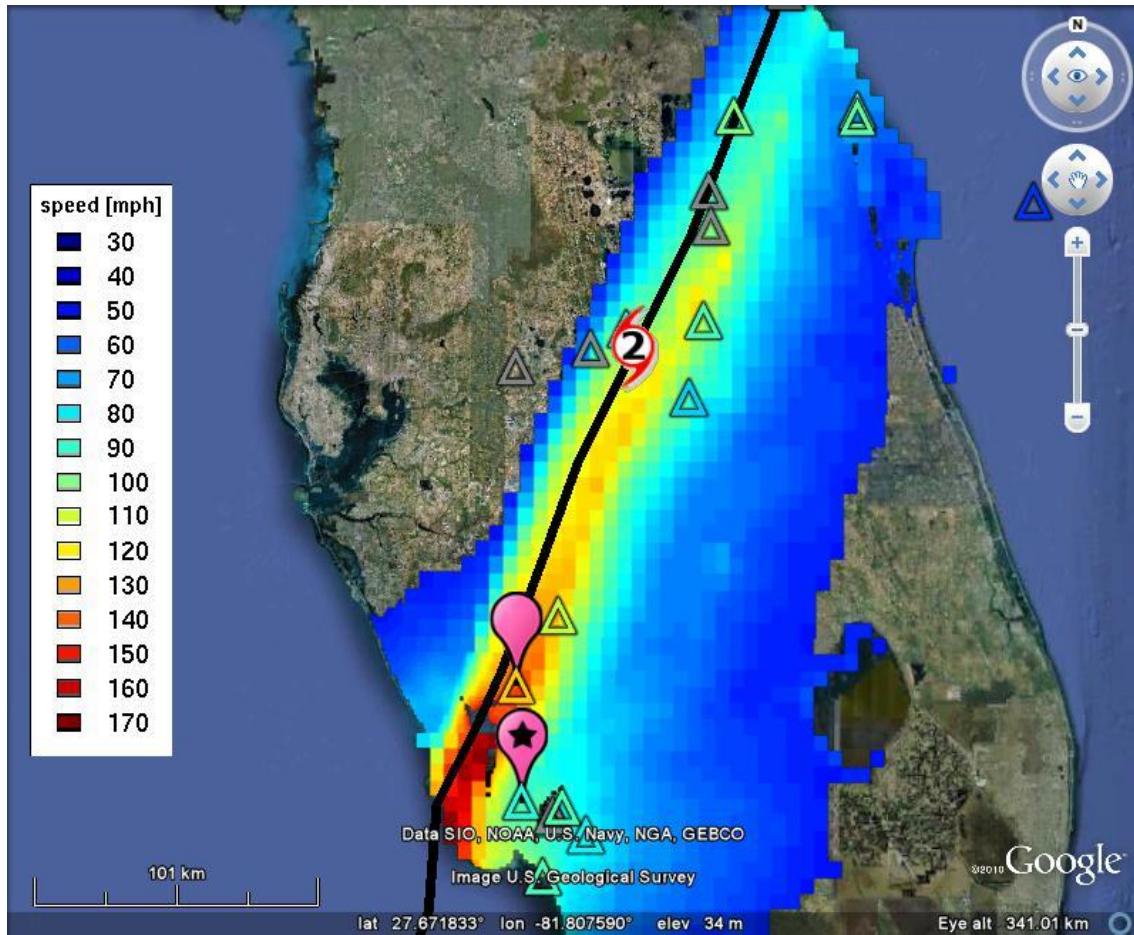 N
speed [mph]
30
40
50
60
70
80
90
100
110
120
130
140
150
160
170
2
Data SIO, NOAA, U.S. Navy, NGA, GEBCO
Image U.S. Geological Survey
©2010 Google
101 km
lat 27.671833° lon -81.807590° elev 34 m Eye alt 341.01 km